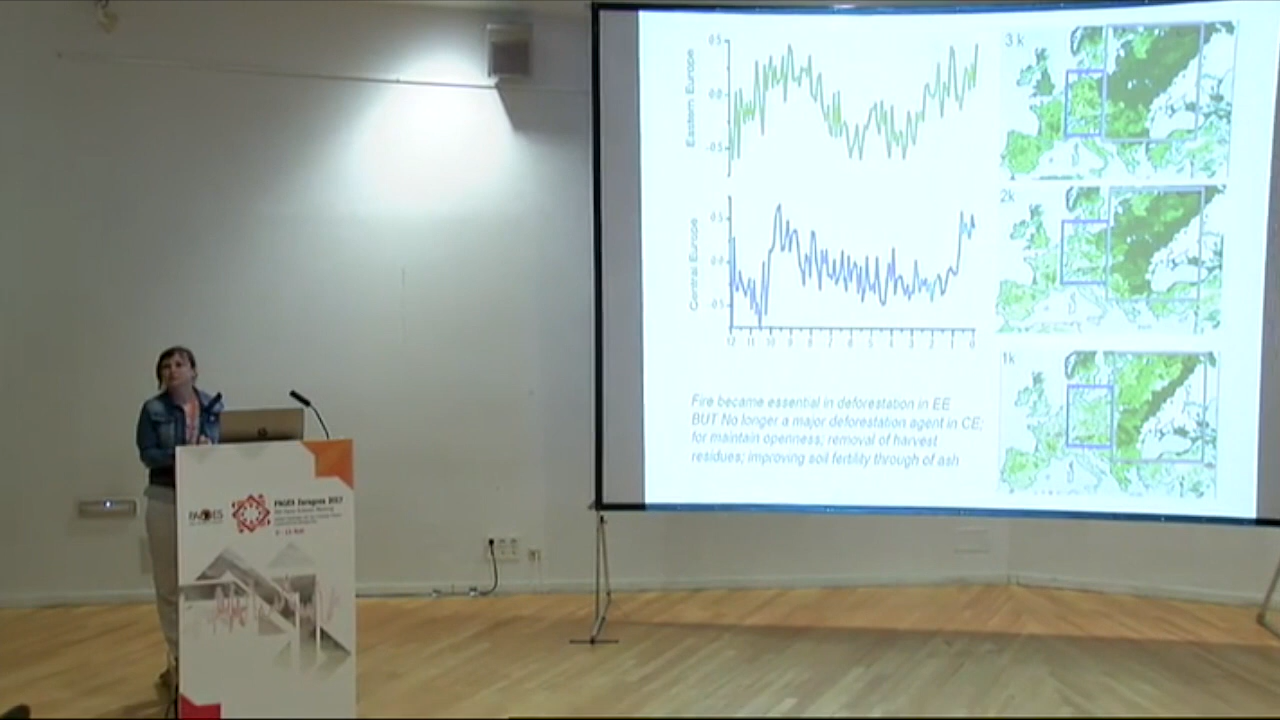 Eastern Europe
0.5
0.0
-0.5
Central Europe
0.5
0.5
12 11 10 9 8 7 6 5 4 3 2 1 0
3 k
2k
1k
Fire became essential in deforestation in EE
BUT No longer a major deforestation agent in CE;
for maintain openness; removal of harvest
residues; improving soil fertility through of ash
PAGES
PAGES Zaragoza 2017